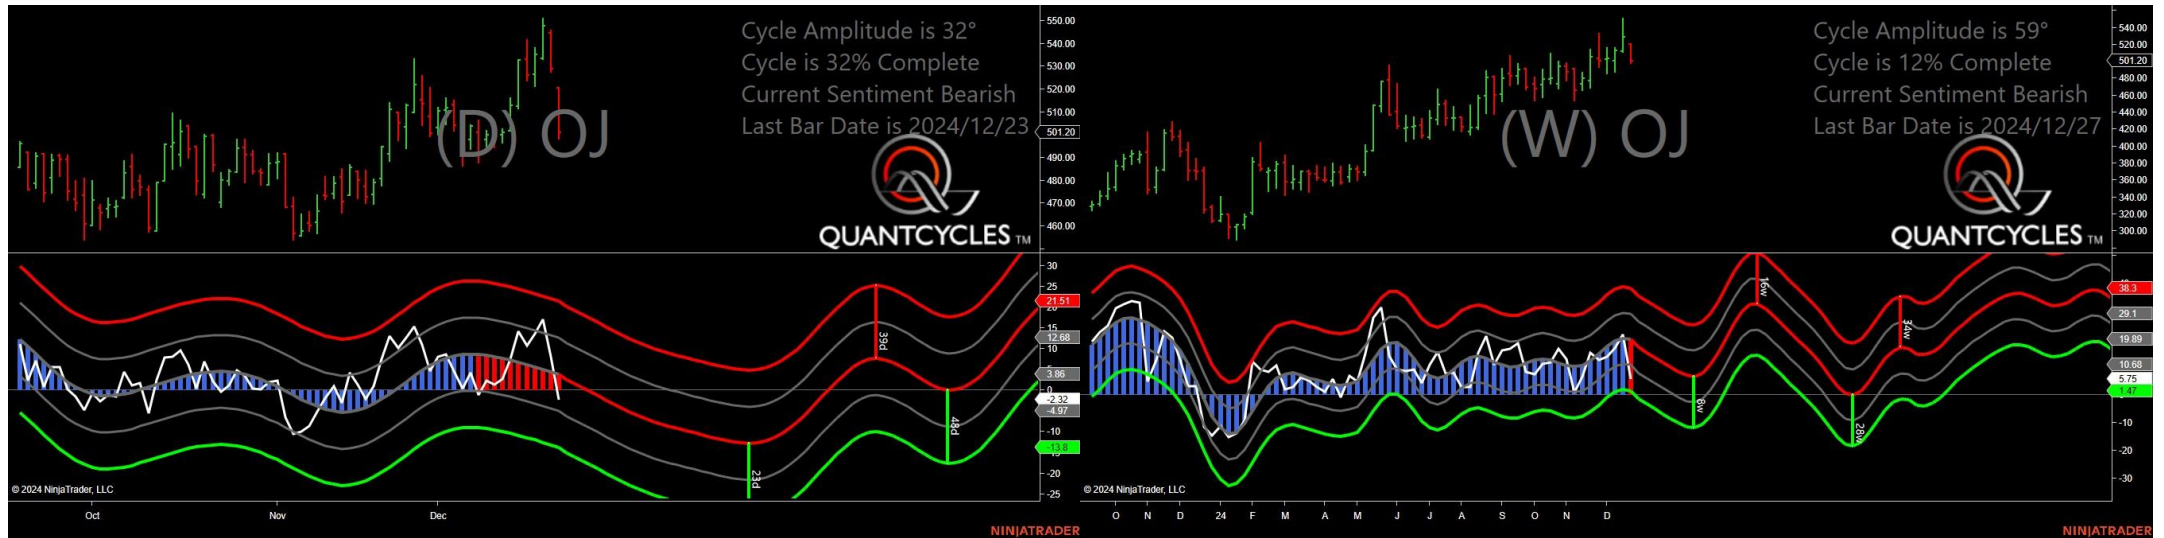 Cycle Amplitude is 32°
Cycle is 32% Complete
Current Sentiment Bearish
Last Bar Date is 2024/12/23
(D) OJ
QUANTCYCLES TM
550.00
540.00
530.00
520.00
510.00
501.20
490.00
480.00
470.00
460.00
30
25
21.51
20
15
12.68
10
3.86
0
-2.32
-4.97
-10
-13.8
-20
-25
23d
39d
48d
© 2024 NinjaTrader, LLC
Oct Nov Dec
NINJATRADER
Cycle Amplitude is 59°
Cycle is 12% Complete
Current Sentiment Bearish
Last Bar Date is 2024/12/27
(W) OJ
QUANTCYCLES TM
540.00
520.00
501.20
480.00
460.00
440.00
420.00
400.00
380.00
360.00
340.00
320.00
300.00
38.3
29.1
19.89
10.68
5.75
1.47
-10
-20
-30
8w
16w
28w
34w
© 2024 NinjaTrader, LLC
O N D 24 F M A M J J A S O N D
NINJATRADER